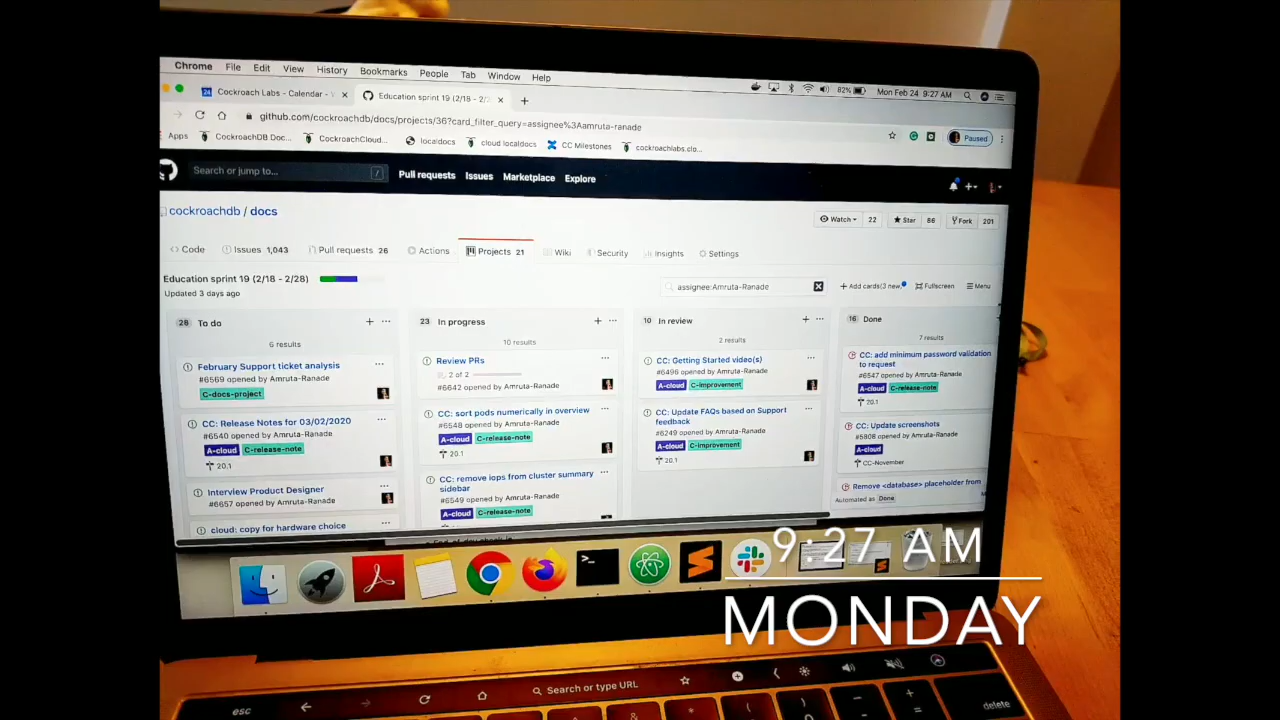 Chrome File Edit View History Bookmarks People Tab Window Help
82% Mon Feb 24 9:27 AM
Cockroach Labs - Calendar -
Education sprint 19 (2/18 - 2/
github.com/cockroachdb/docs/projects/36?card_filter_query=assignee%3Aamruta-ranade
Paused
Apps CockroachDB Doc... CockroachCloud... localdocs cloud localdocs CC Milestones cockroachlabs.clo...
Search or jump to... / Pull requests Issues Marketplace Explore
cockroachdb / docs
Watch 22 Star 86 Fork 201
Code Issues 1,043 Pull requests 26 Actions Projects 21 Wiki Security Insights Settings
Education sprint 19 (2/18 - 2/28)
Updated 3 days ago
assignee:Amruta-Ranade
+ Add cards(3 new) Fullscreen Menu
28 To do
6 results
February Support ticket analysis
#6569 opened by Amruta-Ranade
C-docs-project
CC: Release Notes for 03/02/2020
#6540 opened by Amruta-Ranade
A-cloud C-release-note
20.1
Interview Product Designer
#6657 opened by Amruta-Ranade
cloud: copy for hardware choice
23 In progress
10 results
Review PRs
2 of 2
#6642 opened by Amruta-Ranade
CC: sort pods numerically in overview
#6548 opened by Amruta-Ranade
A-cloud C-release-note
20.1
CC: remove iops from cluster summary
sidebar
#6549 opened by Amruta-Ranade
A-cloud C-release-note
10 In review
2 results
CC: Getting Started video(s)
#6496 opened by Amruta-Ranade
A-cloud C-improvement
CC: Update FAQs based on Support
feedback
#6249 opened by Amruta-Ranade
A-cloud C-improvement
20.1
16 Done
7 results
CC: add minimum password validation
to request
#6547 opened by Amruta-Ranade
A-cloud C-release-note
20.1
CC: Update screenshots
#5808 opened by Amruta-Ranade
A-cloud
CC-November
Remove <database> placeholder from
Automated as Done
9:27 AM
MONDAY
esc Search or type URL
delete